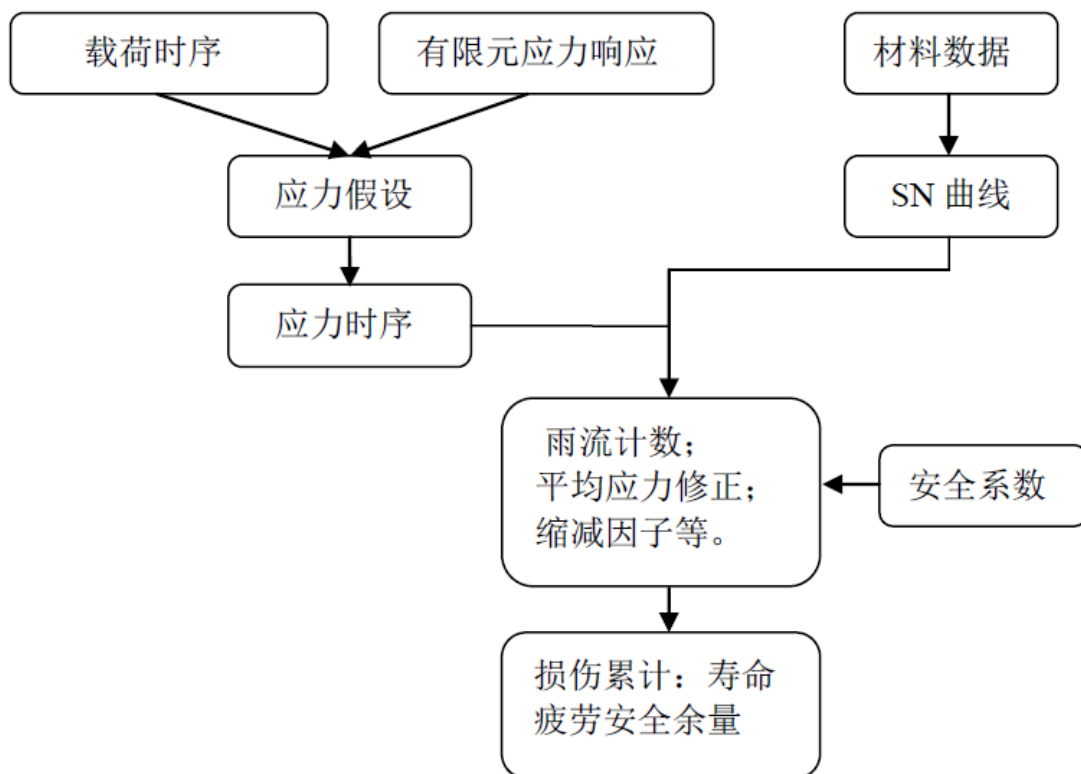 载荷时序
有限元应力响应
材料数据
应力假设
SN 曲线
应力时序
雨流计数；
平均应力修正；
缩减因子等。
安全系数
损伤累计：寿命
疲劳安全余量